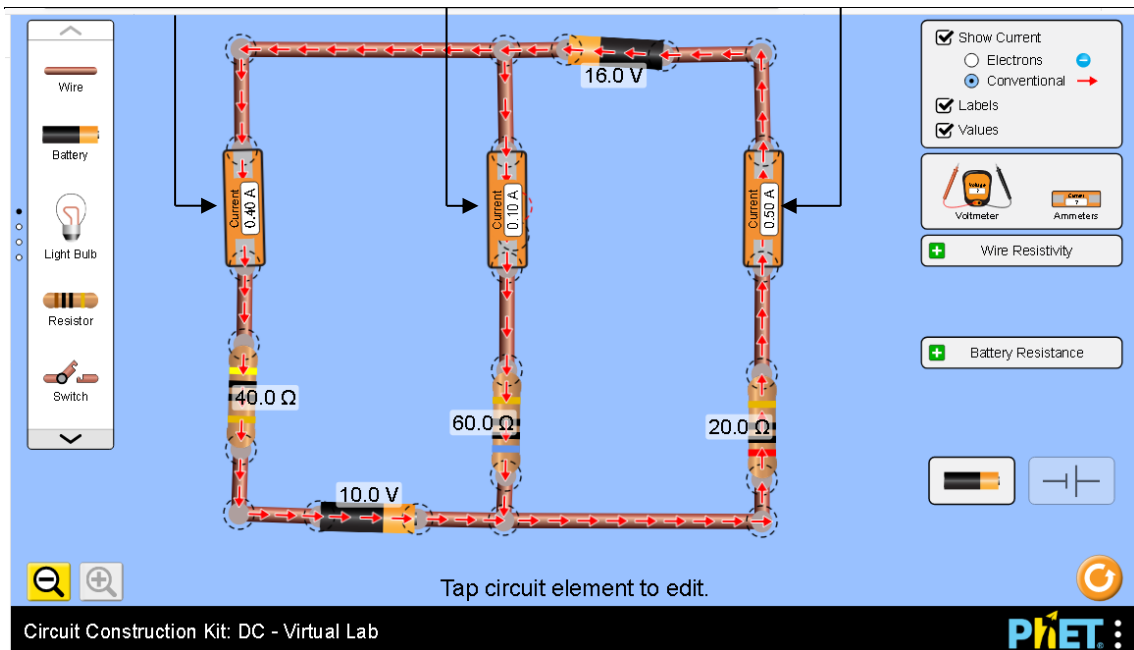 Wire
Battery
Light Bulb
Resistor
Switch
16.0 V
Current
0.40 A
Current
0.10 A
Current
0.50 A
40.0 Ω
60.0 Ω
20.0 Ω
10.0 V
Tap circuit element to edit.
Show Current
Electrons
Conventional
Labels
Values
Voltage
?
Voltmeter
Current
?
Ammeters
Wire Resistivity
Battery Resistance
Circuit Construction Kit: DC - Virtual Lab
PhET